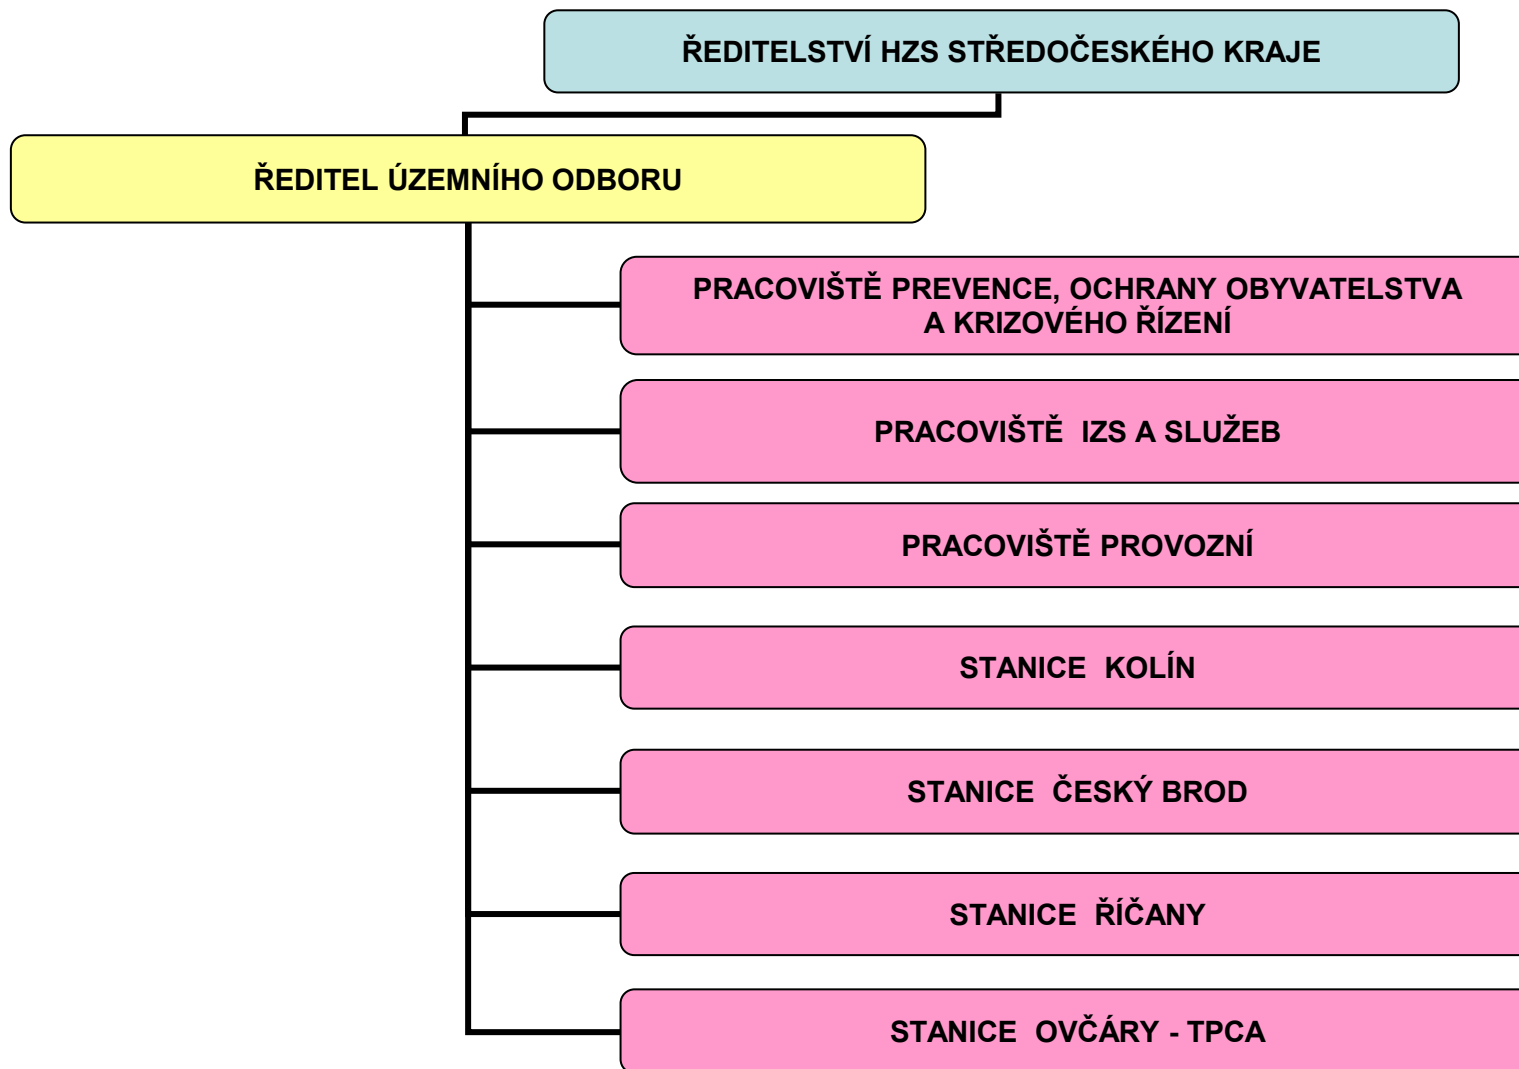 ŘEDITELSTVÍ HZS STŘEDOČESKÉHO KRAJE
ŘEDITEL ÚZEMNÍHO ODBORU
PRACOVIŠTĚ PREVENCE, OCHRANY OBYVATELSTVA
A KRIZOVÉHO ŘÍZENÍ
PRACOVIŠTĚ IZS A SLUŽEB
PRACOVIŠTĚ PROVOZNÍ
STANICE KOLÍN
STANICE ČESKÝ BROD
STANICE ŘÍČANY
STANICE OVČÁRY - TPCA